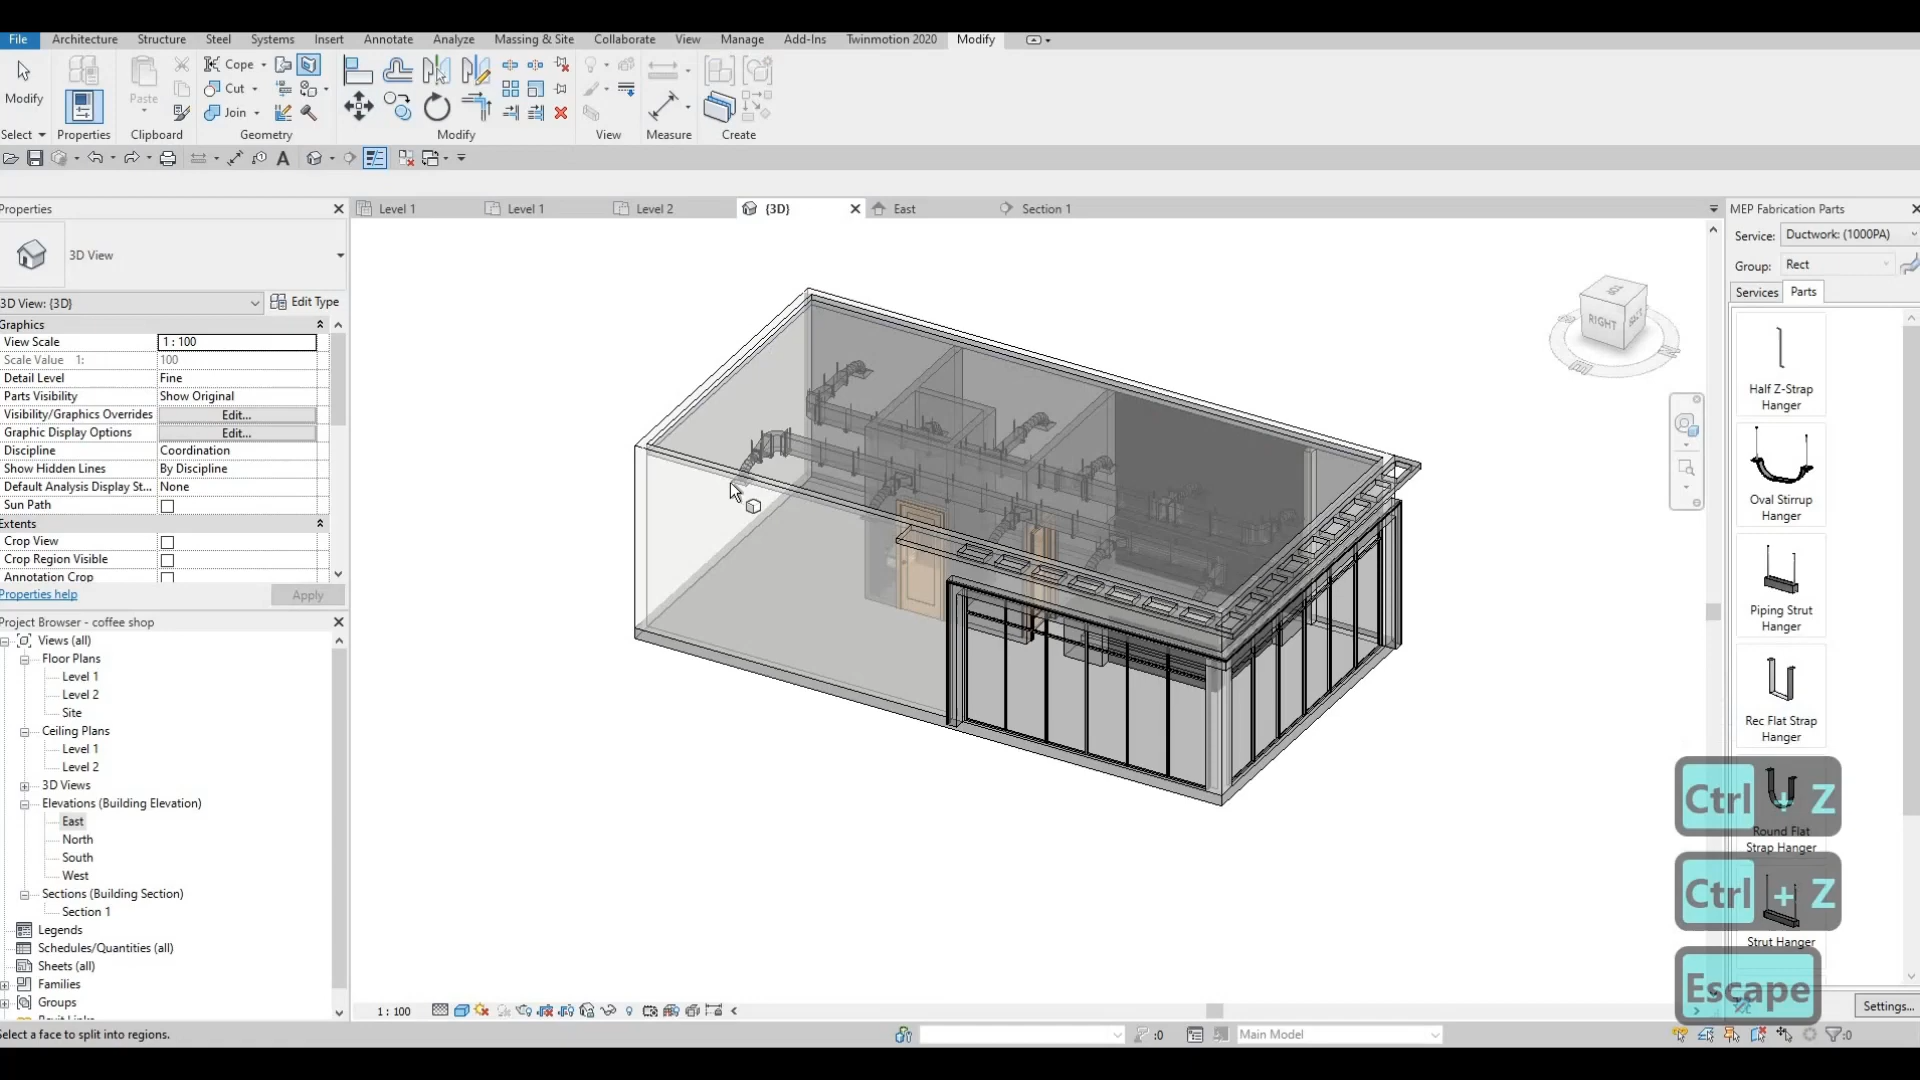 File Architecture Structure Steel Systems Insert Annotate Analyze Massing & Site Collaborate View Manage Add-Ins Twinmotion 2020 Modify
Modify Paste Cope Cut Join
Select Properties Clipboard Geometry Modify View Measure Create
Properties
Level 1 Level 1 Level 2 {3D} East Section 1
MEP Fabrication Parts
3D View
Service: Ductwork: (1000PA)
Group: Rect
Services Parts
3D View: {3D} Edit Type
Graphics
View Scale 1 : 100
Scale Value 1: 100
Detail Level Fine
Parts Visibility Show Original
Visibility/Graphics Overrides Edit...
Graphic Display Options Edit...
Discipline Coordination
Show Hidden Lines By Discipline
Default Analysis Display St... None
Sun Path
Extents
Crop View
Crop Region Visible
Annotation Crop
Properties help Apply
Project Browser - coffee shop
Views (all)
Floor Plans
Level 1
Level 2
Site
Ceiling Plans
Level 1
Level 2
3D Views
Elevations (Building Elevation)
East
North
South
West
Sections (Building Section)
Section 1
Legends
Schedules/Quantities (all)
Sheets (all)
Families
Groups
RIGHT
Half Z-Strap
Hanger
Oval Stirrup
Hanger
Piping Strut
Hanger
Rec Flat Strap
Hanger
Ctrl + Z
Round Flat
Strap Hanger
Ctrl + Z
Strut Hanger
Escape
Settings...
1 : 100
Select a face to split into regions.
:0 Main Model :0